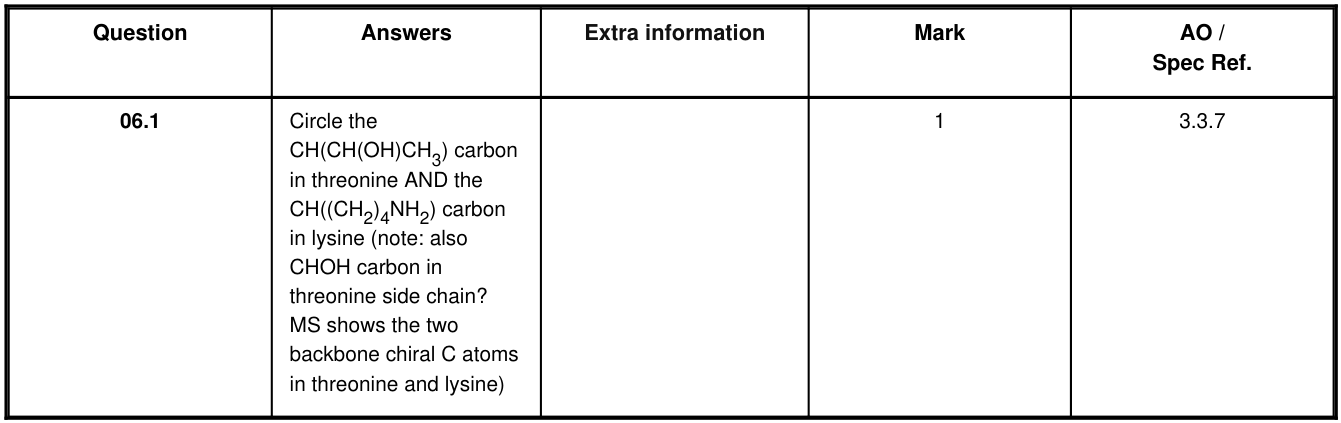 Question Answers Extra information Mark AO /
Spec Ref.
06.1 Circle the 1 3.3.7
CH(CH(OH)CH3) carbon
in threonine AND the
CH((CH2)4NH2) carbon
in lysine (note: also
CHOH carbon in
threonine side chain?
MS shows the two
backbone chiral C atoms
in threonine and lysine)